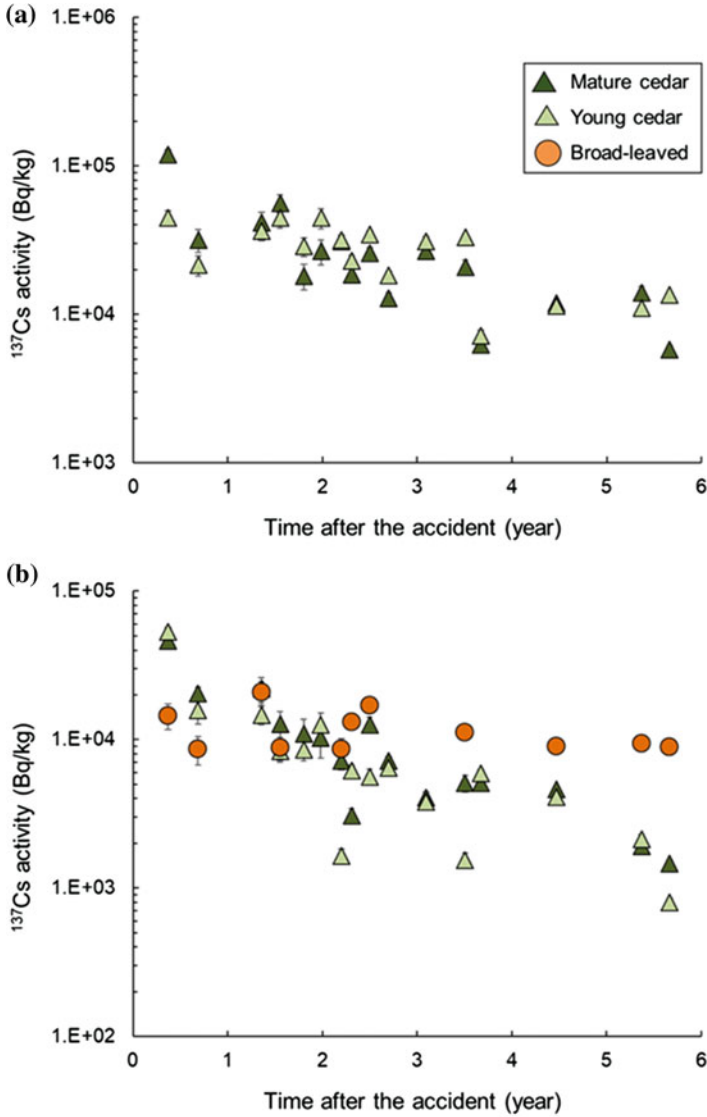 (a)
1.E+06
1.E+05
1.E+04
1.E+03
¹³⁷Cs activity (Bq/kg)
Mature cedar
Young cedar
Broad-leaved
0 1 2 3 4 5 6
Time after the accident (year)
(b)
1.E+05
1.E+04
1.E+03
1.E+02
¹³⁷Cs activity (Bq/kg)
0 1 2 3 4 5 6
Time after the accident (year)